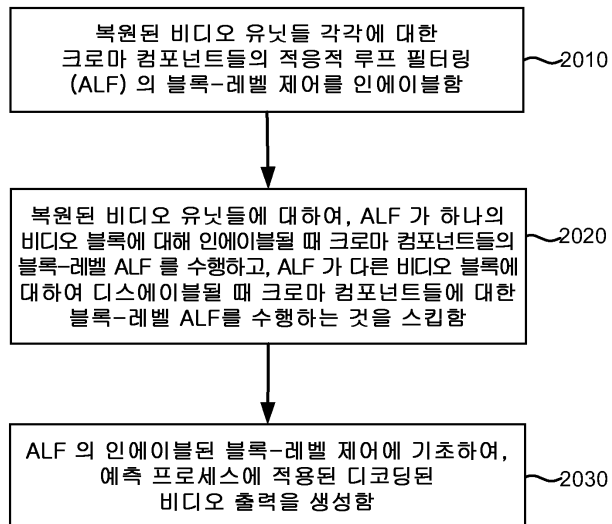 복원된 비디오 유닛들 각각에 대한
크로마 컴포넌트들의 적응적 루프 필터링
(ALF) 의 블록-레벨 제어를 인에이블함
2010
복원된 비디오 유닛들에 대하여, ALF 가 하나의
비디오 블록에 대해 인에이블될 때 크로마 컴포넌트들의
블록-레벨 ALF 를 수행하고, ALF 가 다른 비디오 블록에
대하여 디스에이블될 때 크로마 컴포넌트들에 대한
블록-레벨 ALF를 수행하는 것을 스킵함
2020
ALF 의 인에이블된 블록-레벨 제어에 기초하여,
예측 프로세스에 적용된 디코딩된
비디오 출력을 생성함
2030